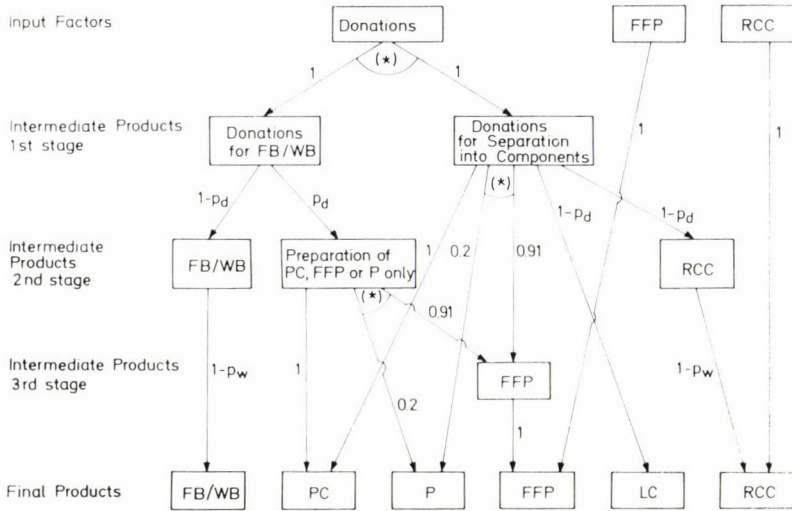 Input Factors
Donations
FFP
RCC
(*)
1
1
Intermediate Products
1st stage
Donations
for FB/WB
Donations
for Separation
into Components
1
1
(*)
1-pd
pd
1
0.2
0.91
1-pd
1-pd
Intermediate
Products
2nd stage
FB/WB
Preparation of
PC, FFP or P only
RCC
(*)
0.91
Intermediate Products
3rd stage
1-pw
1
0.2
FFP
1
1-pw
Final Products
FB/WB
PC
P
FFP
LC
RCC